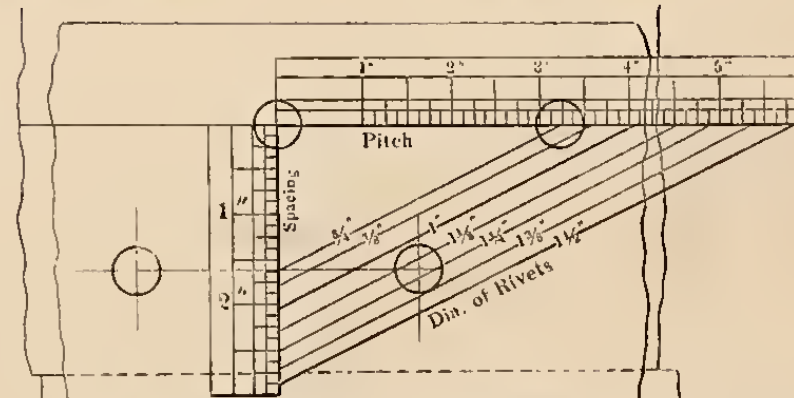 1" 2" 3" 4" 5"
Pitch
Spacing
1"
2"
3/4" 7/8" 1" 1 1/8" 1 1/4" 1 3/8" 1 1/2"
Dia. of Rivets